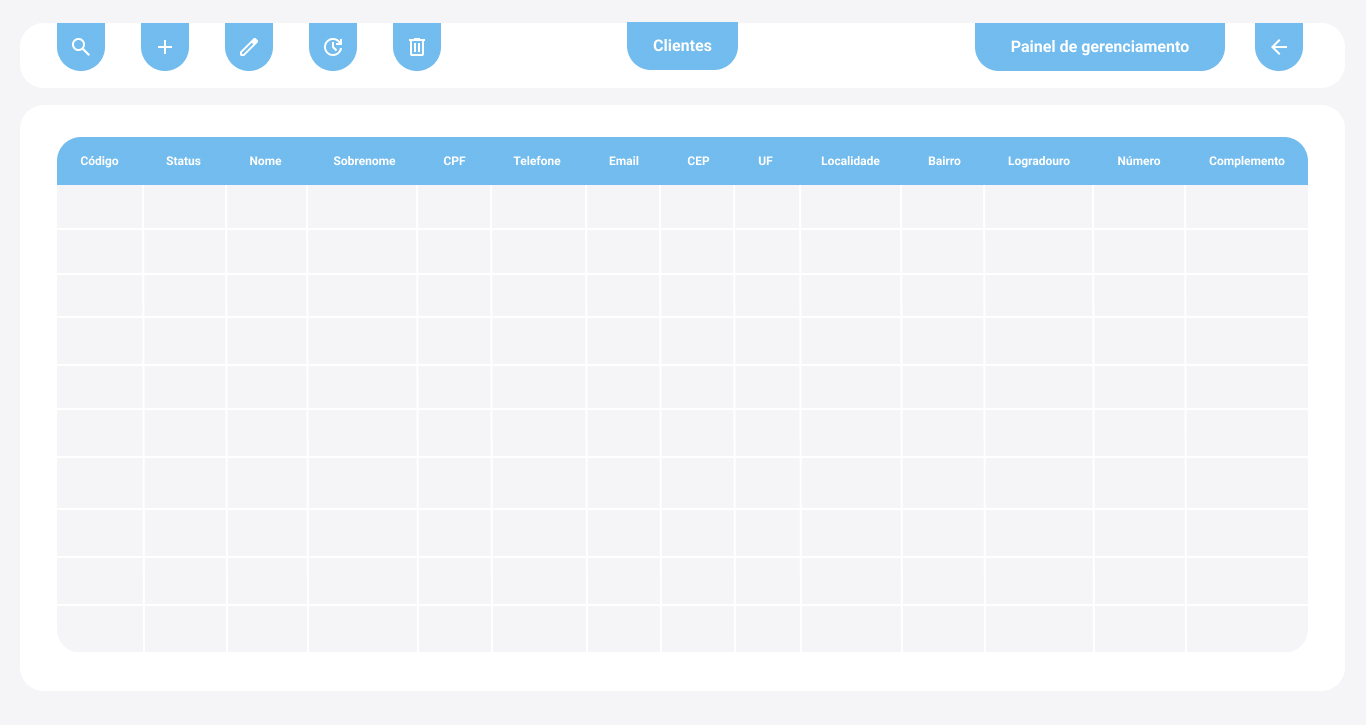 Clientes
Painel de gerenciamento
Código Status Nome Sobrenome CPF Telefone Email CEP UF Localidade Bairro Logradouro Número Complemento